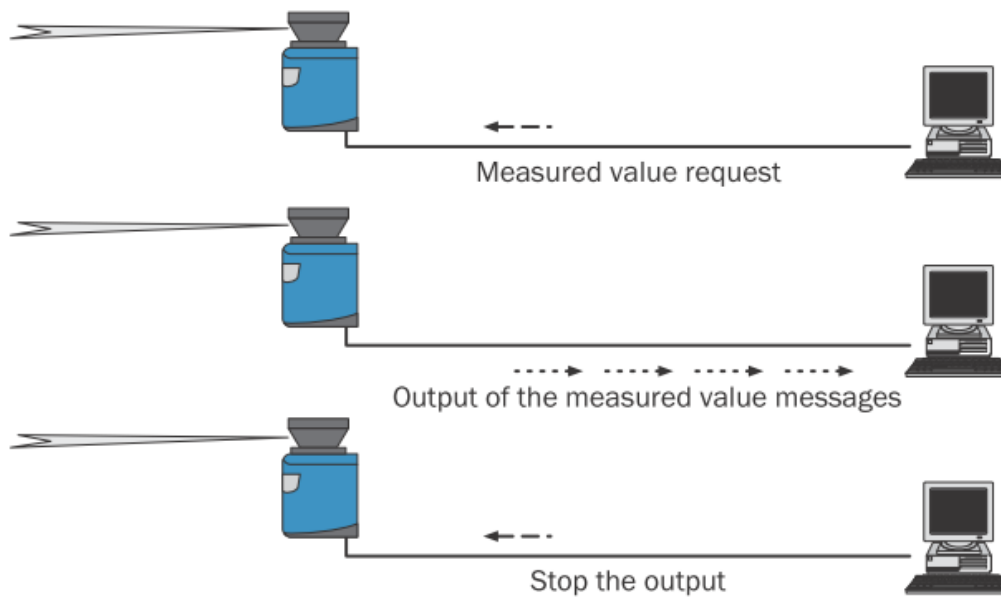 Measured value request
Output of the measured value messages
Stop the output